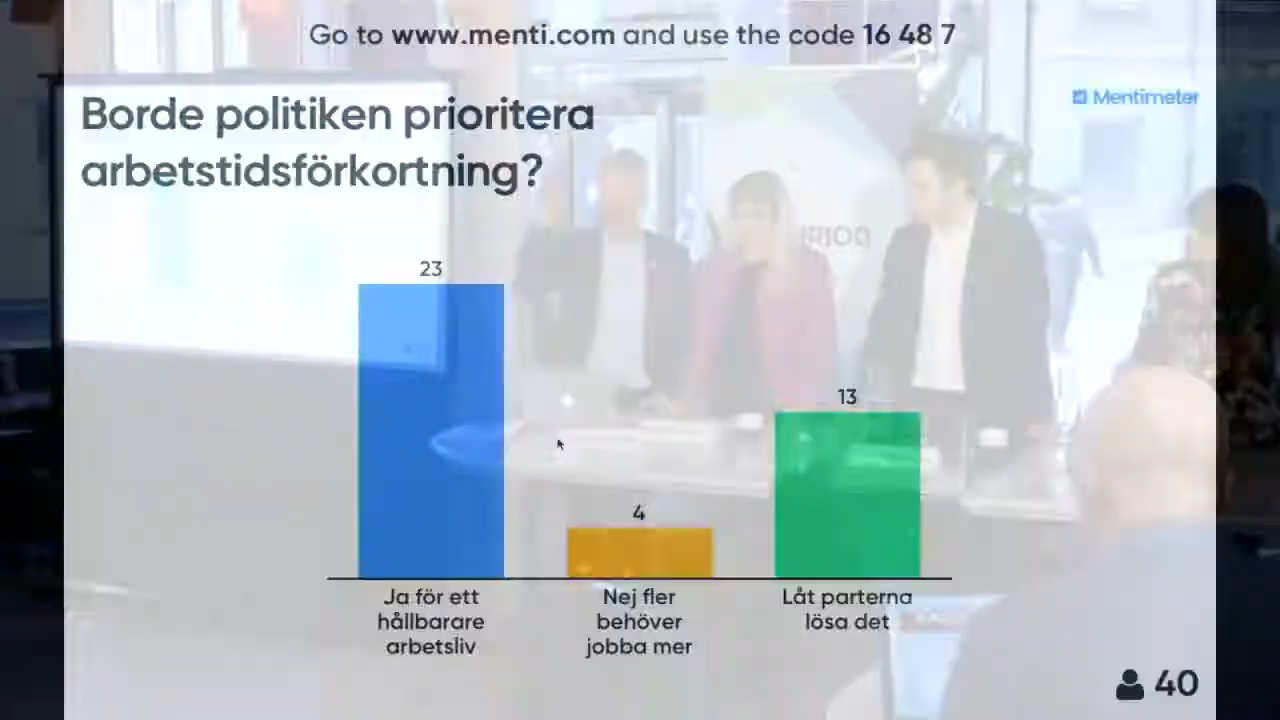 Go to www.menti.com and use the code 16 48 7
Mentimeter
Borde politiken prioritera
arbetstidsförkortning?
23
4
13
Ja för ett
hållbarare
arbetsliv
Nej fler
behöver
jobba mer
Låt parterna
lösa det
40